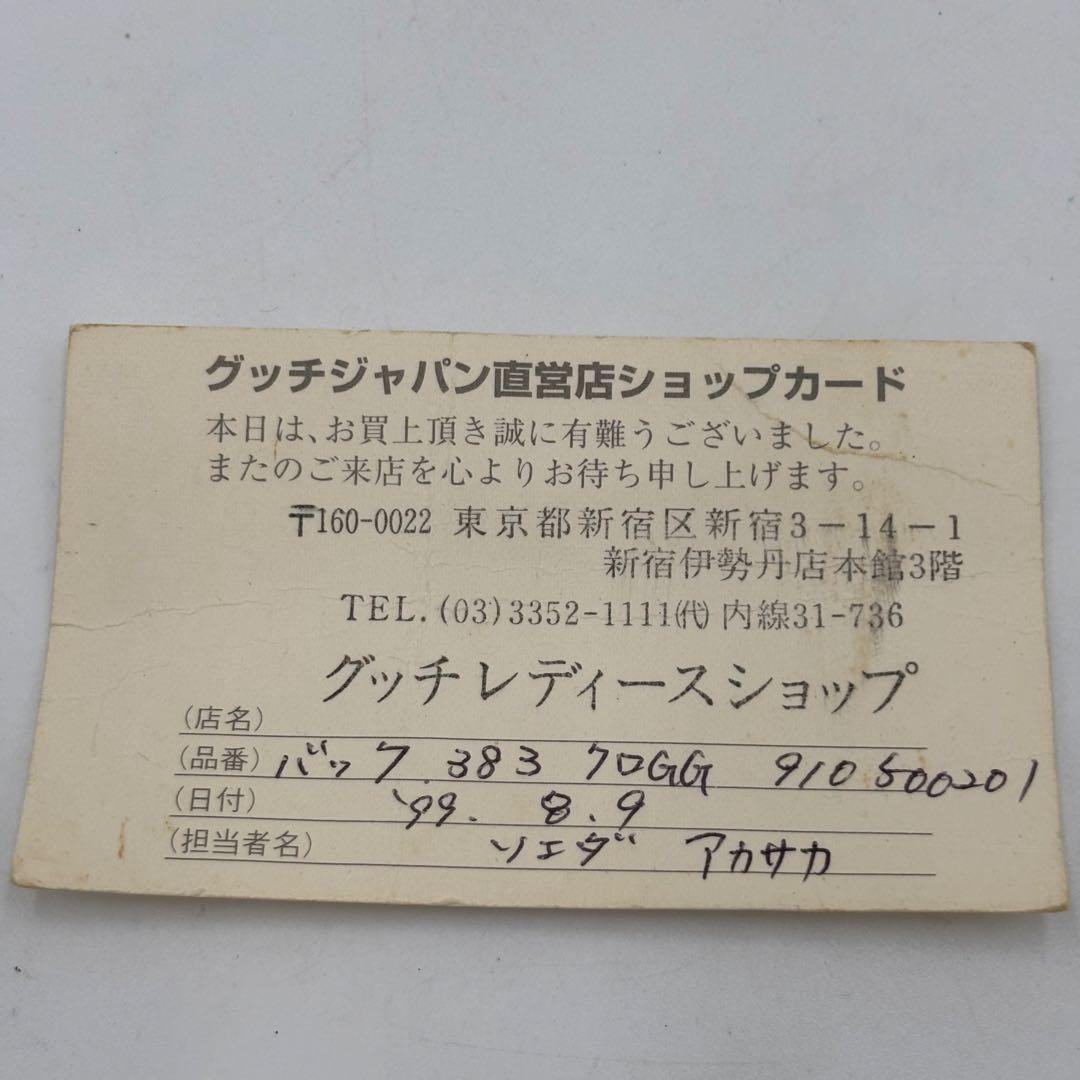 グッチジャパン直営店ショップカード
本日は、お買上頂き誠に有難うございました。
またのご来店を心よりお待ち申し上げます。
〒160-0022 東京都新宿区新宿3-14-1
新宿伊勢丹店本館3階
TEL.(03)3352-1111㈹ 内線31-736
(店名) グッチレディースショップ
(品番) バック.383 クロGG 910500201
(日付) '99.8.9
(担当者名) ソエダ アカサカ